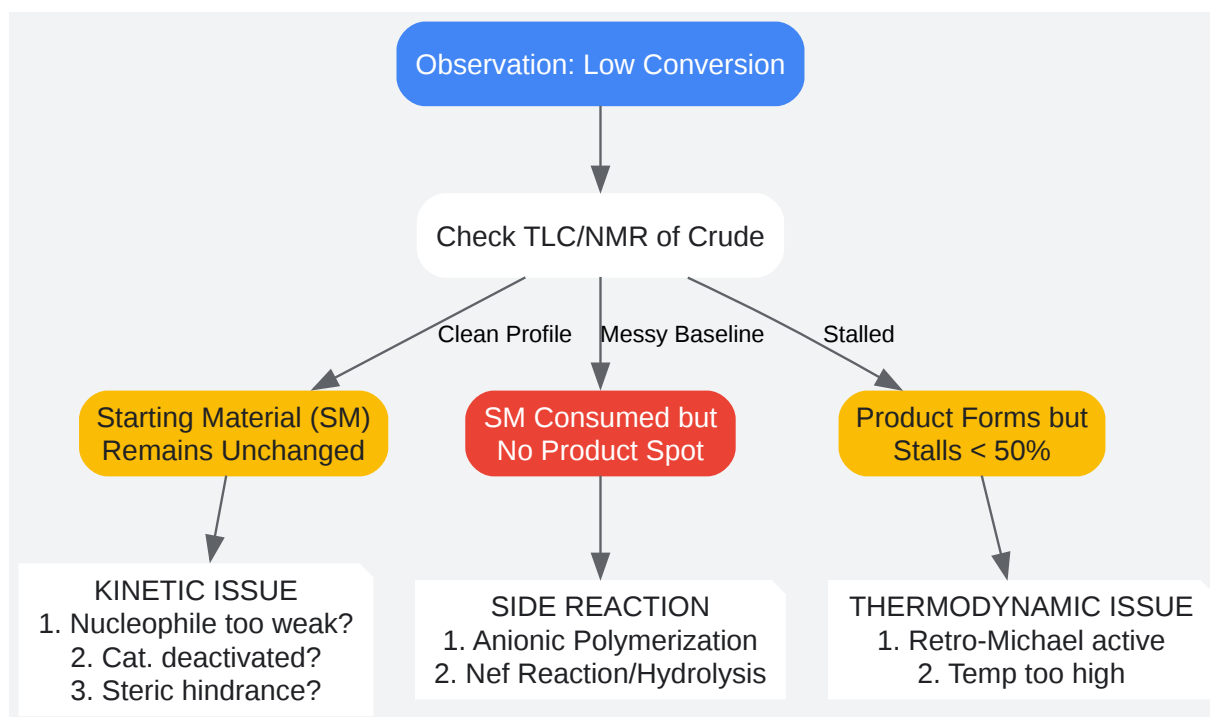 Observation: Low Conversion
Check TLC/NMR of Crude
Clean Profile
Messy Baseline
Stalled
Starting Material (SM)
Remains Unchanged
SM Consumed but
No Product Spot
Product Forms but
Stalls < 50%
KINETIC ISSUE
1. Nucleophile too weak?
2. Cat. deactivated?
3. Steric hindrance?
SIDE REACTION
1. Anionic Polymerization
2. Nef Reaction/Hydrolysis
THERMODYNAMIC ISSUE
1. Retro-Michael active
2. Temp too high